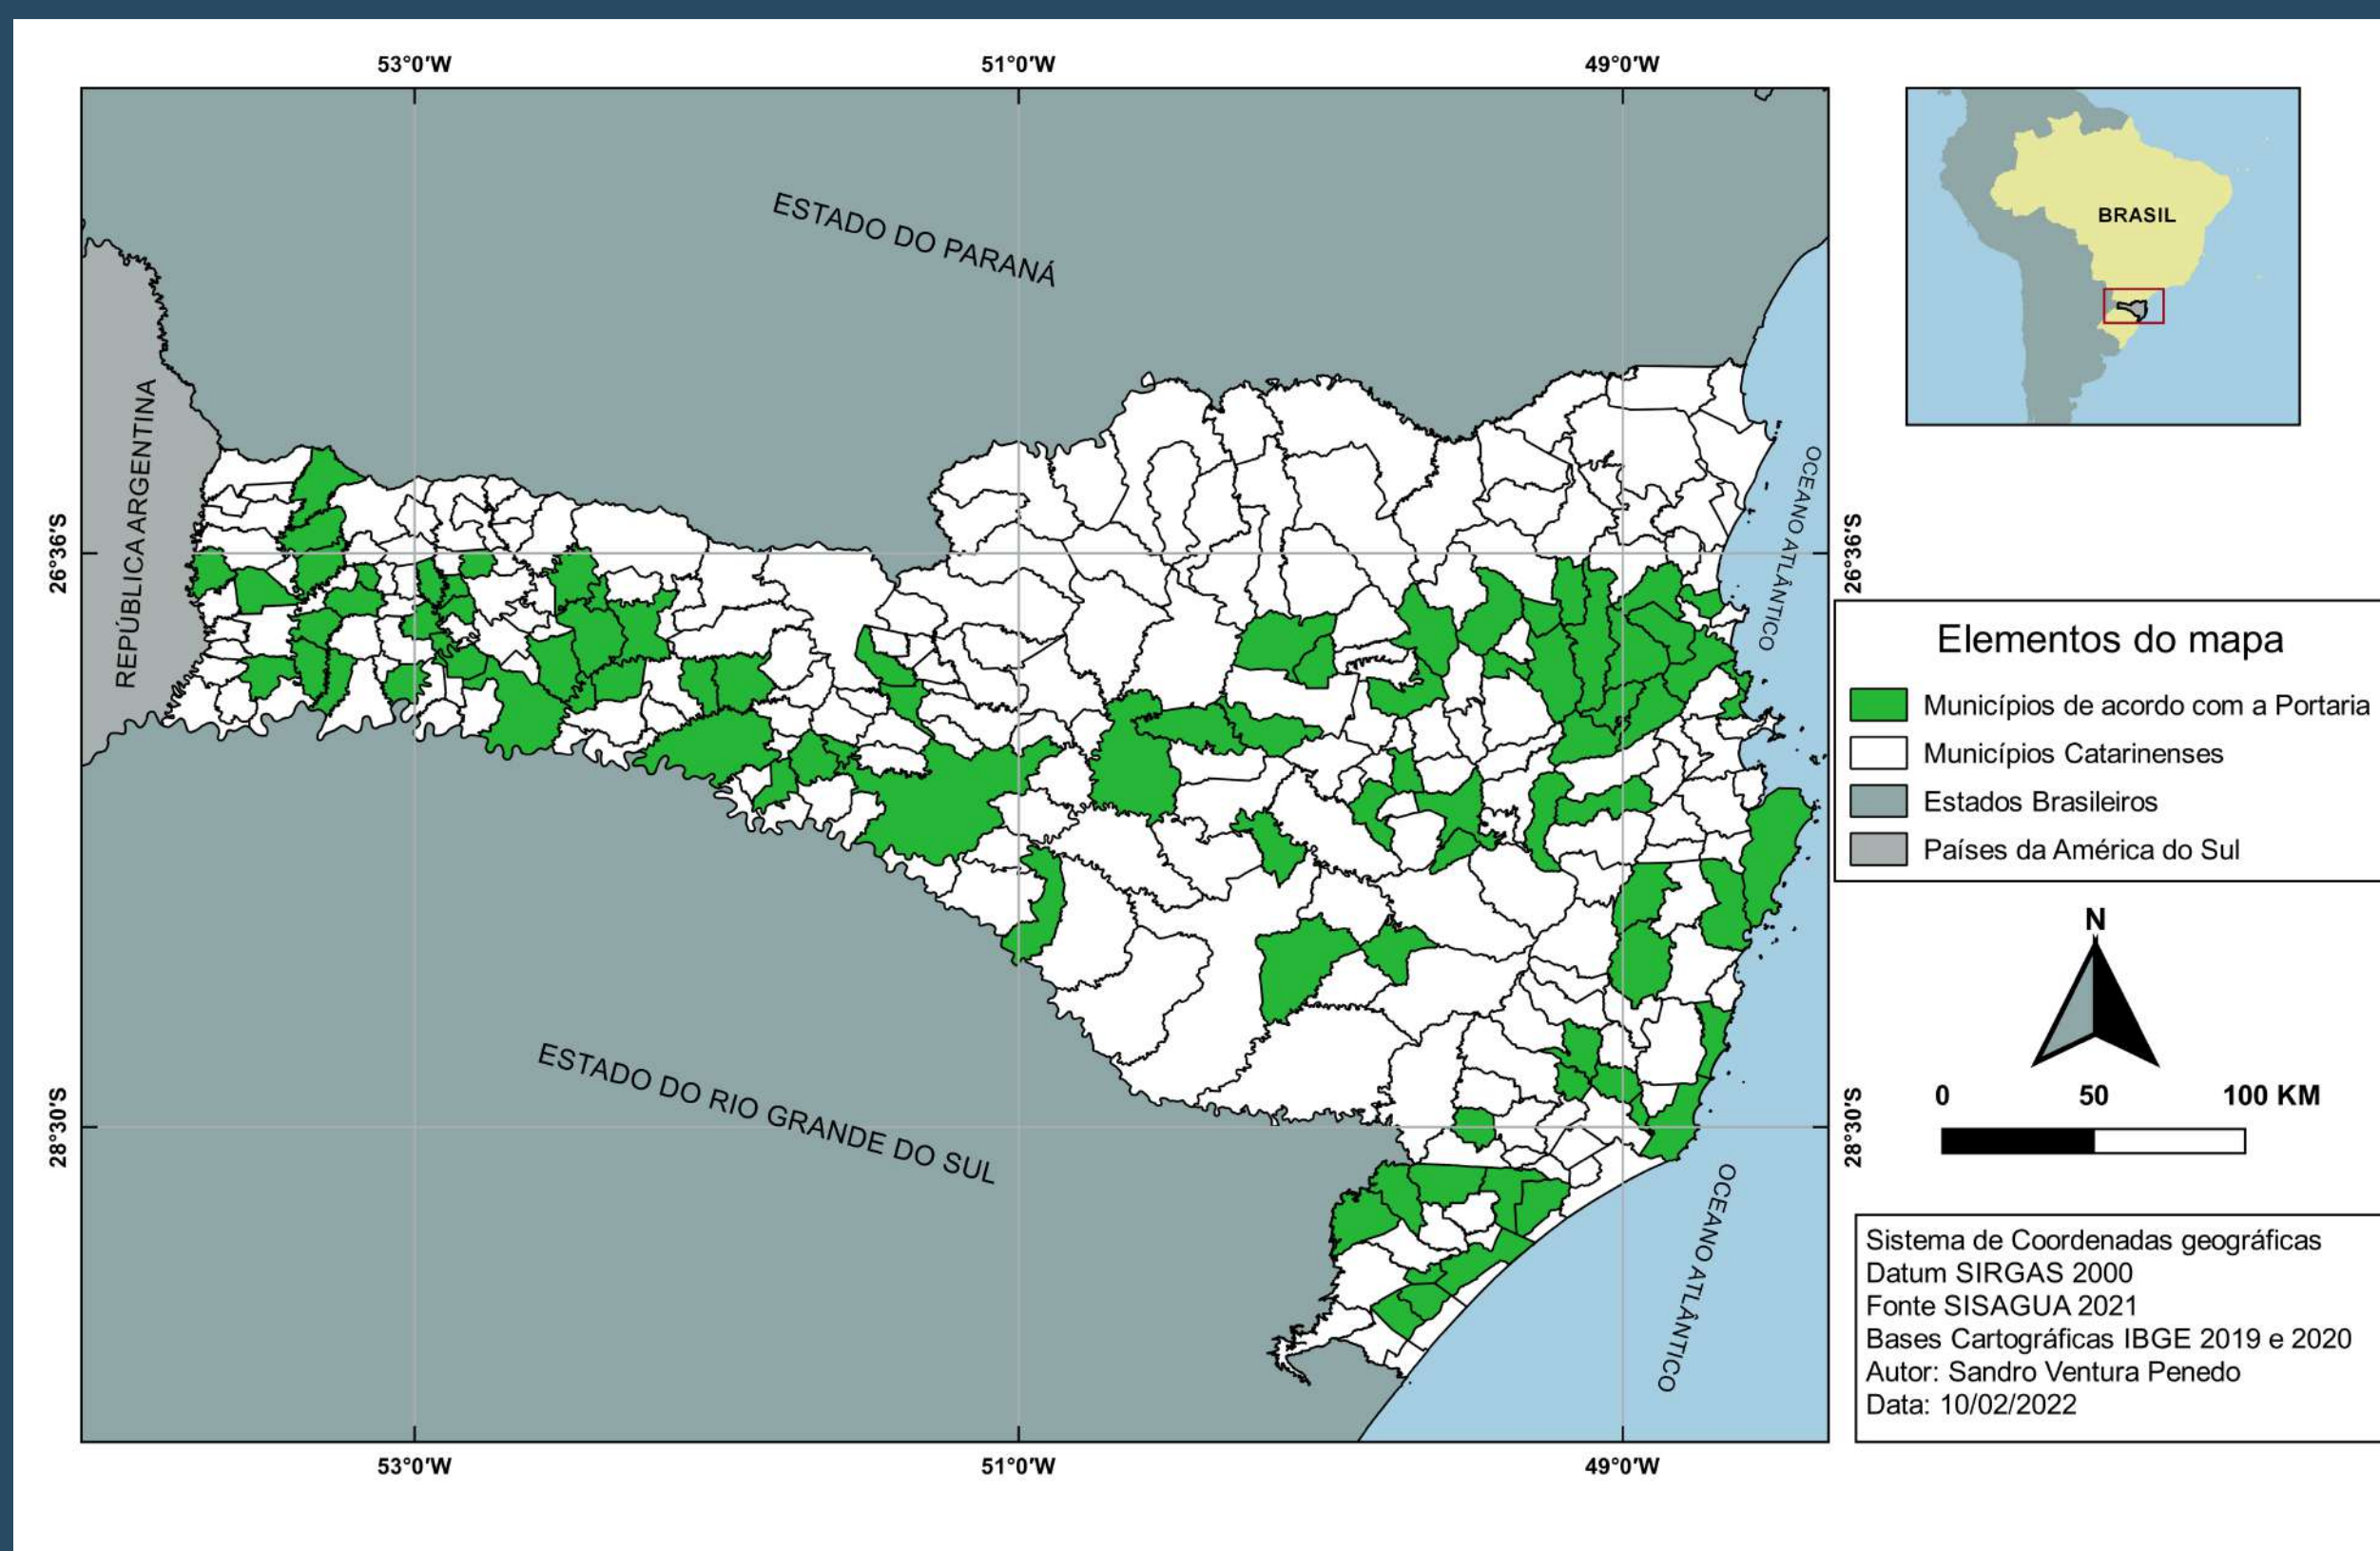 53°0'W
51°0'W
49°0'W
ESTADO DO PARANÁ
REPÚBLICA ARGENTINA
OCEANO ATLÂNTICO
26°36'S
26°36'S
ESTADO DO RIO GRANDE DO SUL
28°30'S
28°30'S
OCEANO ATLÂNTICO
53°0'W
51°0'W
49°0'W
BRASIL
Elementos do mapa
Municípios de acordo com a Portaria
Municípios Catarinenses
Estados Brasileiros
Países da América do Sul
N
0 50 100 KM
Sistema de Coordenadas geográficas
Datum SIRGAS 2000
Fonte SISAGUA 2021
Bases Cartográficas IBGE 2019 e 2020
Autor: Sandro Ventura Penedo
Data: 10/02/2022